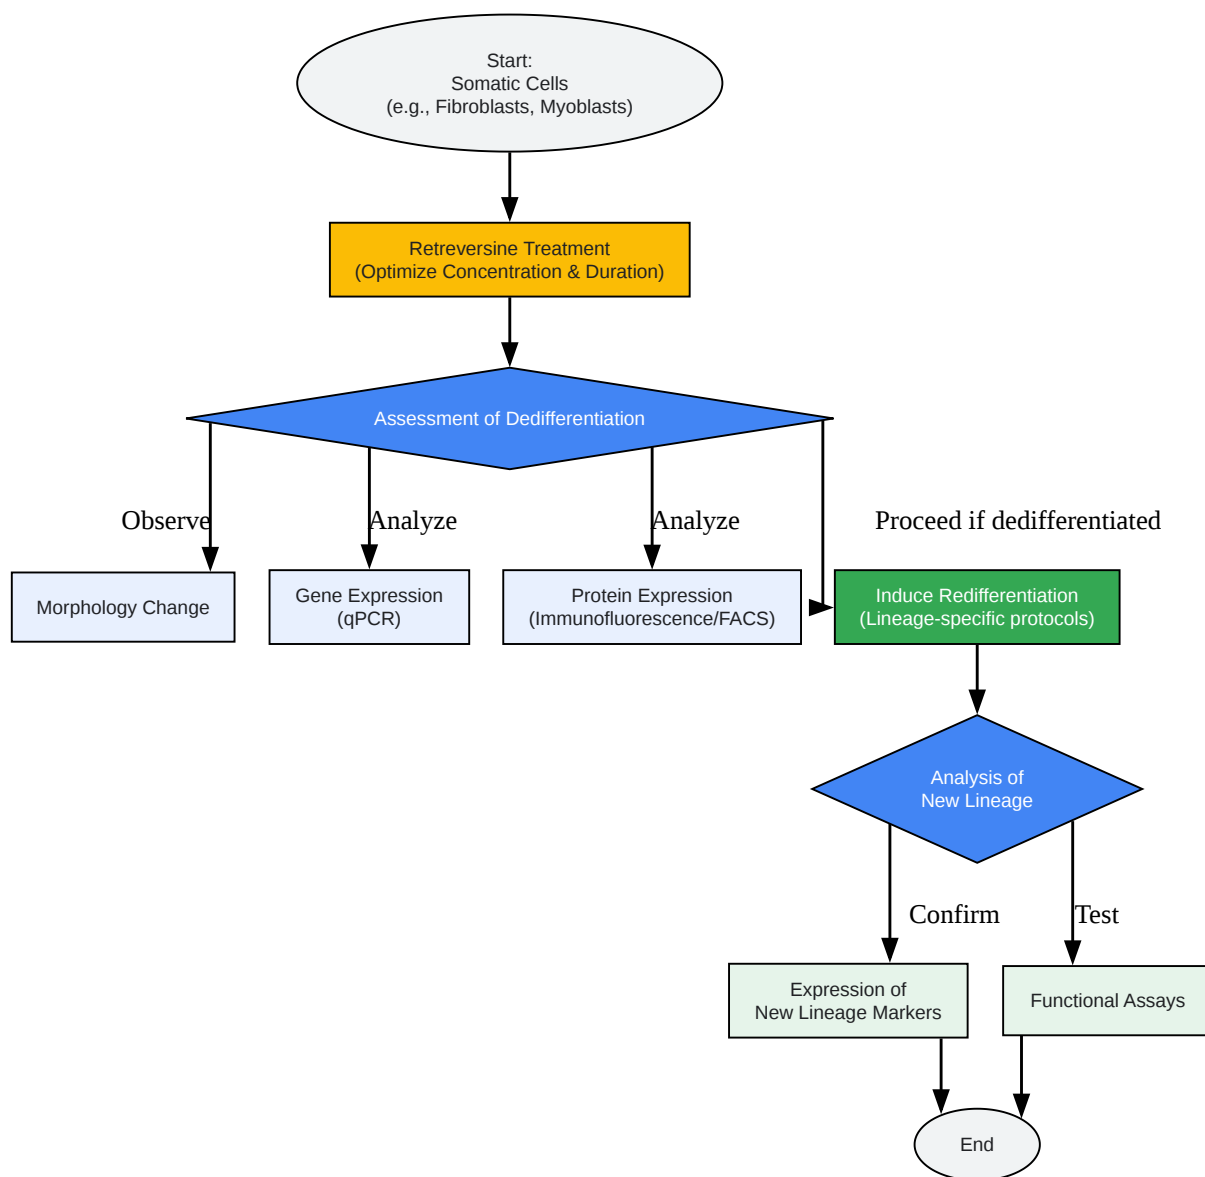 Start:
Somatic Cells
(e.g., Fibroblasts, Myoblasts)
Retreversine Treatment
(Optimize Concentration & Duration)
Assessment of Dedifferentiation
Observe
Analyze
Analyze
Proceed if dedifferentiated
Morphology Change
Gene Expression
(qPCR)
Protein Expression
(Immunofluorescence/FACS)
Induce Redifferentiation
(Lineage-specific protocols)
Analysis of
New Lineage
Confirm
Test
Expression of
New Lineage Markers
Functional Assays
End